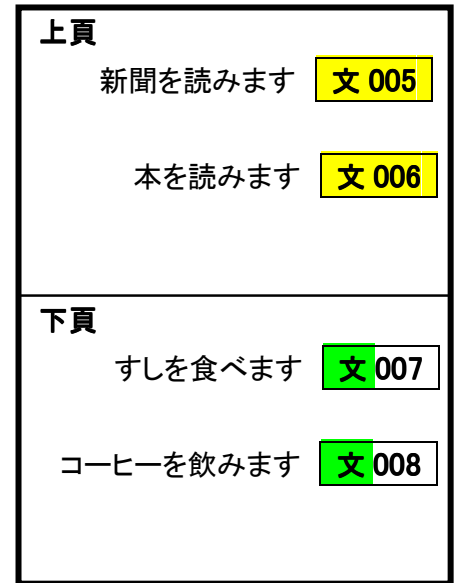 上頁
新聞を読みます 文 005
本を読みます 文 006
下頁
すしを食べます 文 007
コーヒーを飲みます 文 008